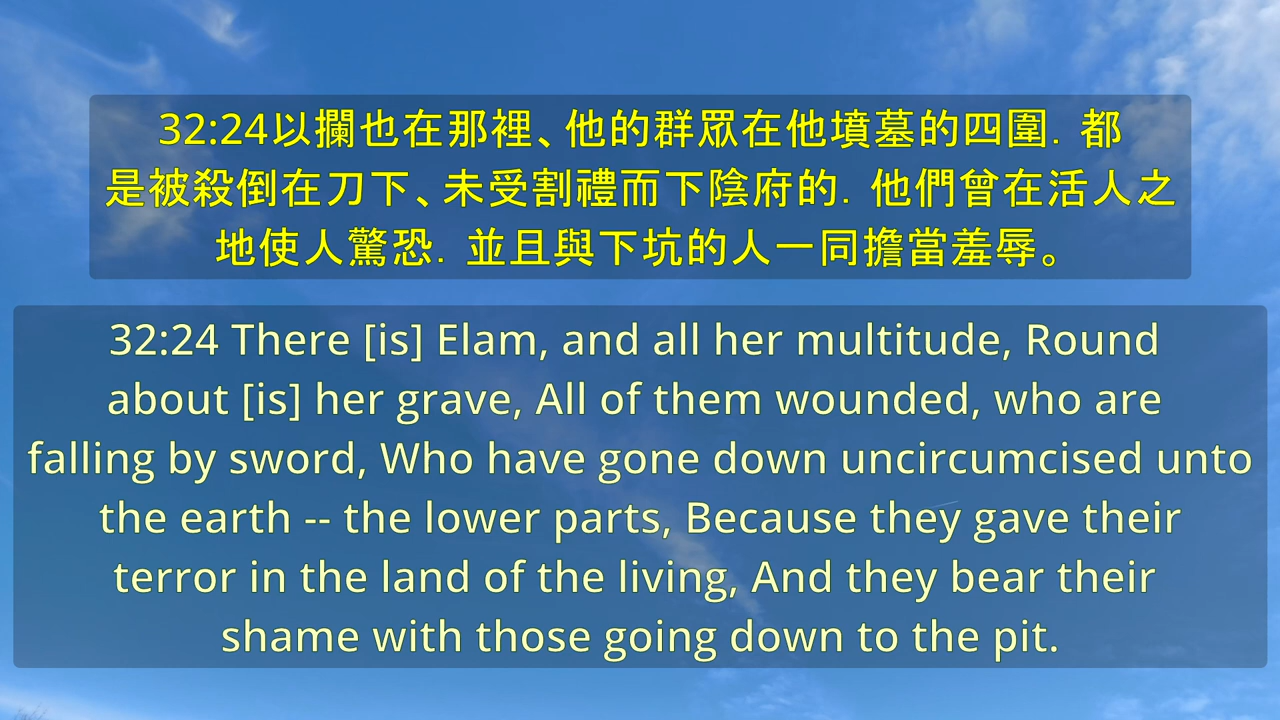 32:24以攔也在那裡、他的群眾在他墳墓的四圍．都
是被殺倒在刀下、未受割禮而下陰府的．他們曾在活人之
地使人驚恐．並且與下坑的人一同擔當羞辱。
32:24 There [is] Elam, and all her multitude, Round
about [is] her grave, All of them wounded, who are
falling by sword, Who have gone down uncircumcised unto
the earth -- the lower parts, Because they gave their
terror in the land of the living, And they bear their
shame with those going down to the pit.